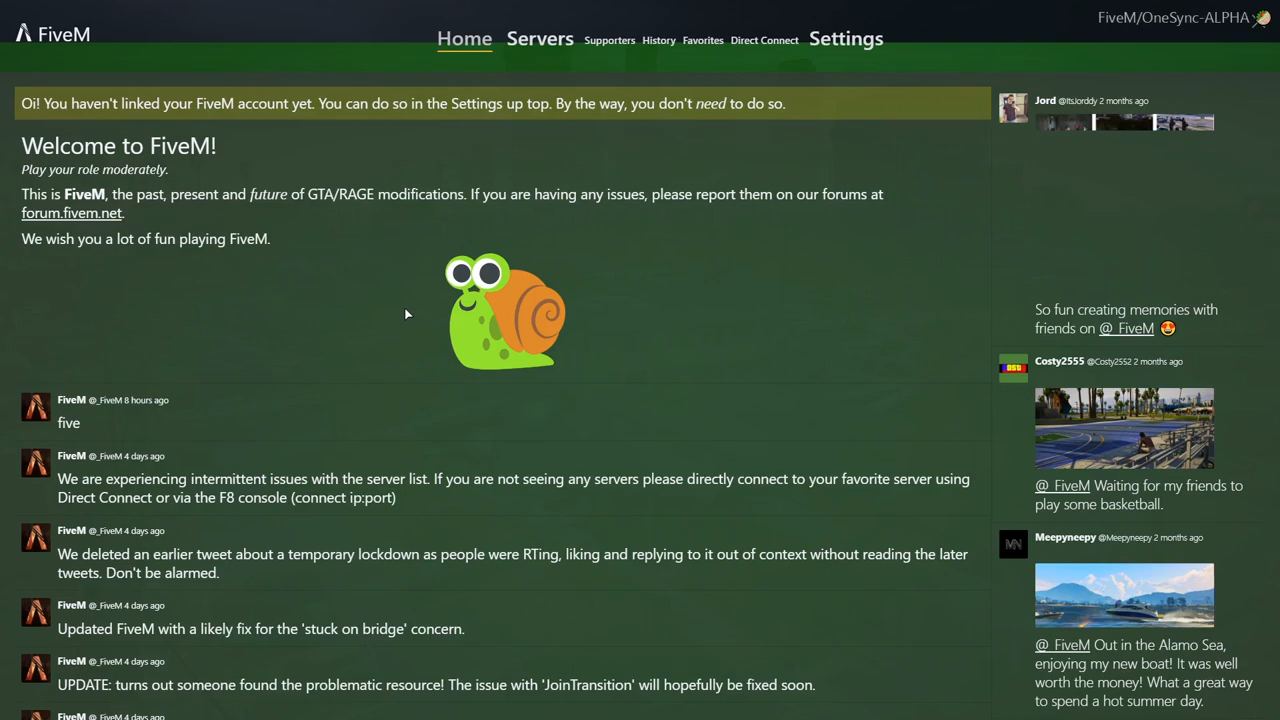 FiveM
Home Servers Supporters History Favorites Direct Connect Settings
FiveM/OneSync-ALPHA
Oi! You haven't linked your FiveM account yet. You can do so in the Settings up top. By the way, you don't need to do so.
Welcome to FiveM!
Play your role moderately.
This is FiveM, the past, present and future of GTA/RAGE modifications. If you are having any issues, please report them on our forums at
forum.fivem.net.
We wish you a lot of fun playing FiveM.
FiveM @_FiveM 8 hours ago
five
FiveM @_FiveM 4 days ago
We are experiencing intermittent issues with the server list. If you are not seeing any servers please directly connect to your favorite server using
Direct Connect or via the F8 console (connect ip:port)
FiveM @_FiveM 4 days ago
We deleted an earlier tweet about a temporary lockdown as people were RTing, liking and replying to it out of context without reading the later
tweets. Don't be alarmed.
FiveM @_FiveM 4 days ago
Updated FiveM with a likely fix for the 'stuck on bridge' concern.
FiveM @_FiveM 4 days ago
UPDATE: turns out someone found the problematic resource! The issue with 'JoinTransition' will hopefully be fixed soon.
FiveM @_FiveM 4 days ago
Jord @ItsJorddy 2 months ago
So fun creating memories with
friends on @_FiveM
Costy2555 @Costy2552 2 months ago
@_FiveM Waiting for my friends to
play some basketball.
MN
Meepyneepy @Meepyneepy 2 months ago
@_FiveM Out in the Alamo Sea,
enjoying my new boat! It was well
worth the money! What a great way
to spend a hot summer day.